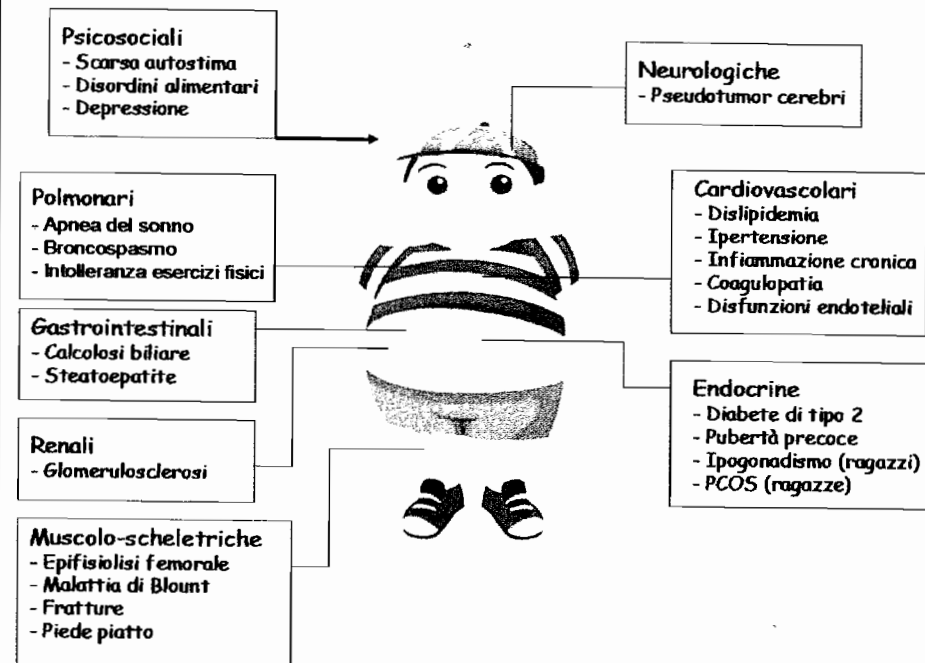 Psicosociali
- Scarsa autostima
- Disordini alimentari
- Depressione
Neurologiche
- Pseudotumor cerebri
Polmonari
- Apnea del sonno
- Broncospasmo
- Intolleranza esercizi fisici
Cardiovascolari
- Dislipidemia
- Ipertensione
- Infiammazione cronica
- Coagulopatia
- Disfunzioni endoteliali
Gastrointestinali
- Calcolosi biliare
- Steatoepatite
Endocrine
- Diabete di tipo 2
- Pubertà precoce
- Ipogonadismo (ragazzi)
- PCOS (ragazze)
Renali
- Glomerulosclerosi
Muscolo-scheletriche
- Epifisiolisi femorale
- Malattia di Blount
- Fratture
- Piede piatto